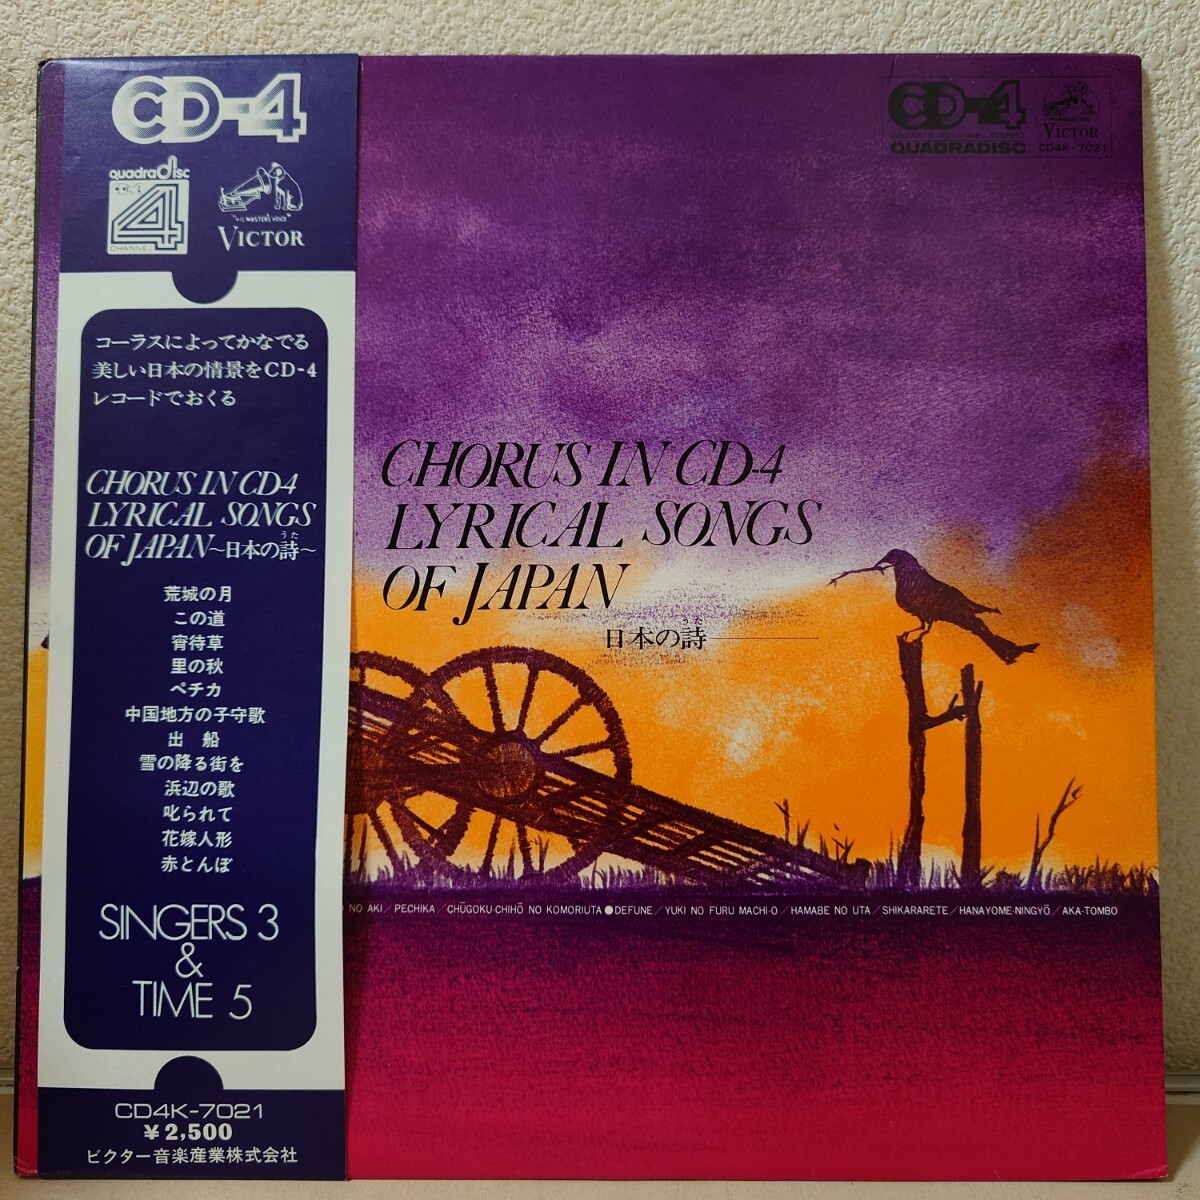 CD-4
quadradisc
CD-4
4
CHANNEL
"HIS MASTER'S VOICE"
VICTOR
コーラスによってかなでる
美しい日本の情景をCD-4
レコードでおくる
CHORUS IN CD-4
LYRICAL SONGS
OF JAPAN~日本の詩~
うた
荒城の月
この道
宵待草
里の秋
ペチカ
中国地方の子守歌
出 船
雪の降る街を
浜辺の歌
叱られて
花嫁人形
赤とんぼ
SINGERS 3
&
TIME 5
CD4K-7021
¥2,500
ビクター音楽産業株式会社
CD-4
QUADRADISC
VICTOR
CD4K-7021
CHORUS IN CD-4
LYRICAL SONGS
OF JAPAN
うた
日本の詩
NO AKI/PECHIKA/CHŪGOKU-CHIHŌ NO KOMORIUTA●DEFUNE/YUKI NO FURU MACHI-O/HAMABE NO UTA/SHIKARARETE/HANAYOME-NINGYŌ/AKA-TOMBO